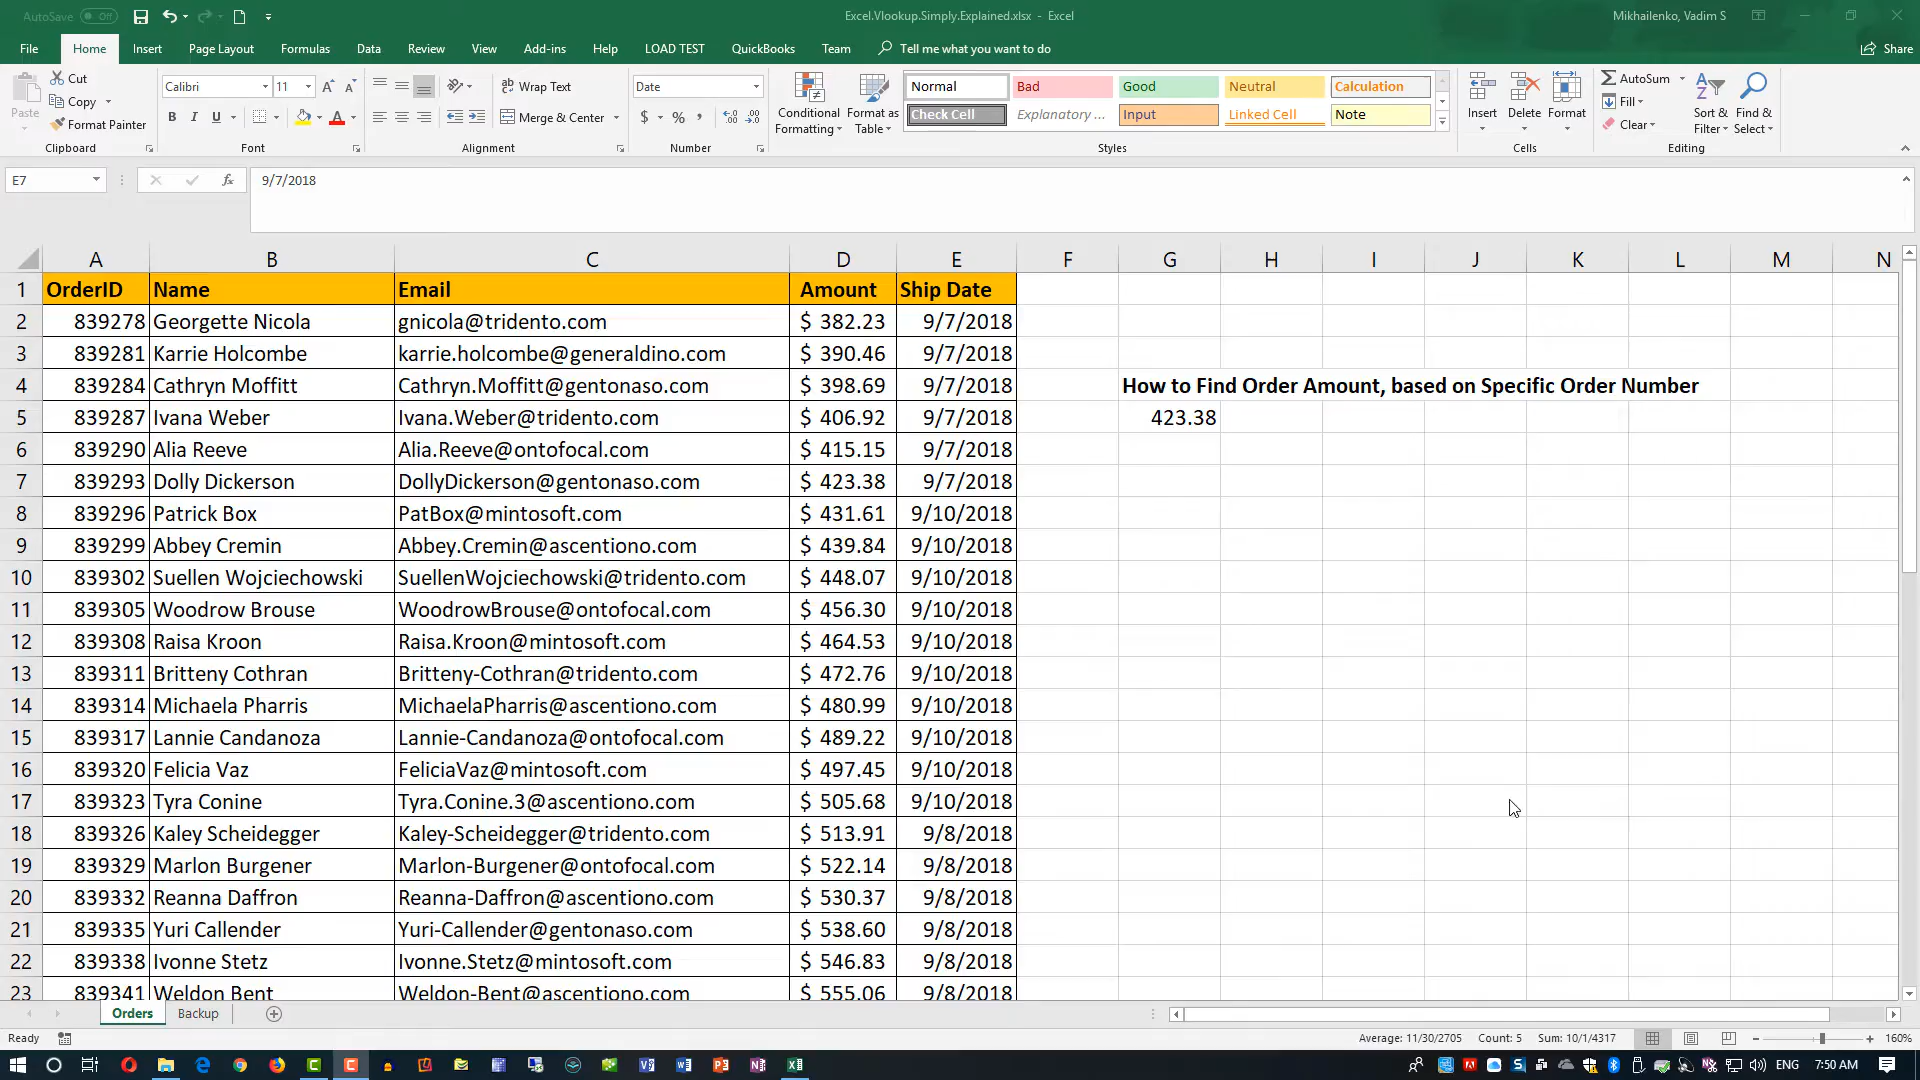 AutoSave Off Excel.Vlookup.Simply.Explained.xlsx - Excel Mikhailenko, Vadim S
File Home Insert Page Layout Formulas Data Review View Add-ins Help LOAD TEST QuickBooks Team Tell me what you want to do Share
Paste Cut Copy Format Painter Clipboard
Calibri 11 B I U A Font
Wrap Text Merge & Center Alignment
Date $ % , Number
Conditional Formatting Format as Table
Normal Bad Good Neutral Calculation
Check Cell Explanatory ... Input Linked Cell Note
Styles
Insert Delete Format Cells
AutoSum Fill Clear Sort & Filter Find & Select Editing
E7 fx 9/7/2018
A B C D E F G H I J K L M N
1 OrderID Name Email Amount Ship Date
2 839278 Georgette Nicola gnicola@tridento.com $ 382.23 9/7/2018
3 839281 Karrie Holcombe karrie.holcombe@generaldino.com $ 390.46 9/7/2018
4 839284 Cathryn Moffitt Cathryn.Moffitt@gentonaso.com $ 398.69 9/7/2018 How to Find Order Amount, based on Specific Order Number
5 839287 Ivana Weber Ivana.Weber@tridento.com $ 406.92 9/7/2018 423.38
6 839290 Alia Reeve Alia.Reeve@ontofocal.com $ 415.15 9/7/2018
7 839293 Dolly Dickerson DollyDickerson@gentonaso.com $ 423.38 9/7/2018
8 839296 Patrick Box PatBox@mintosoft.com $ 431.61 9/10/2018
9 839299 Abbey Cremin Abbey.Cremin@ascentiono.com $ 439.84 9/10/2018
10 839302 Suellen Wojciechowski SuellenWojciechowski@tridento.com $ 448.07 9/10/2018
11 839305 Woodrow Brouse WoodrowBrouse@ontofocal.com $ 456.30 9/10/2018
12 839308 Raisa Kroon Raisa.Kroon@mintosoft.com $ 464.53 9/10/2018
13 839311 Britteny Cothran Britteny-Cothran@tridento.com $ 472.76 9/10/2018
14 839314 Michaela Pharris MichaelaPharris@ascentiono.com $ 480.99 9/10/2018
15 839317 Lannie Candanoza Lannie-Candanoza@ontofocal.com $ 489.22 9/10/2018
16 839320 Felicia Vaz FeliciaVaz@mintosoft.com $ 497.45 9/10/2018
17 839323 Tyra Conine Tyra.Conine.3@ascentiono.com $ 505.68 9/10/2018
18 839326 Kaley Scheidegger Kaley-Scheidegger@tridento.com $ 513.91 9/8/2018
19 839329 Marlon Burgener Marlon-Burgener@ontofocal.com $ 522.14 9/8/2018
20 839332 Reanna Daffron Reanna-Daffron@ascentiono.com $ 530.37 9/8/2018
21 839335 Yuri Callender Yuri-Callender@gentonaso.com $ 538.60 9/8/2018
22 839338 Ivonne Stetz Ivonne.Stetz@mintosoft.com $ 546.83 9/8/2018
23 839341 Weldon Bent Weldon-Bent@ascentiono.com $ 555.06 9/8/2018
Orders Backup
Ready Average: 11/30/2705 Count: 5 Sum: 10/1/4317 160%
ENG 7:50 AM